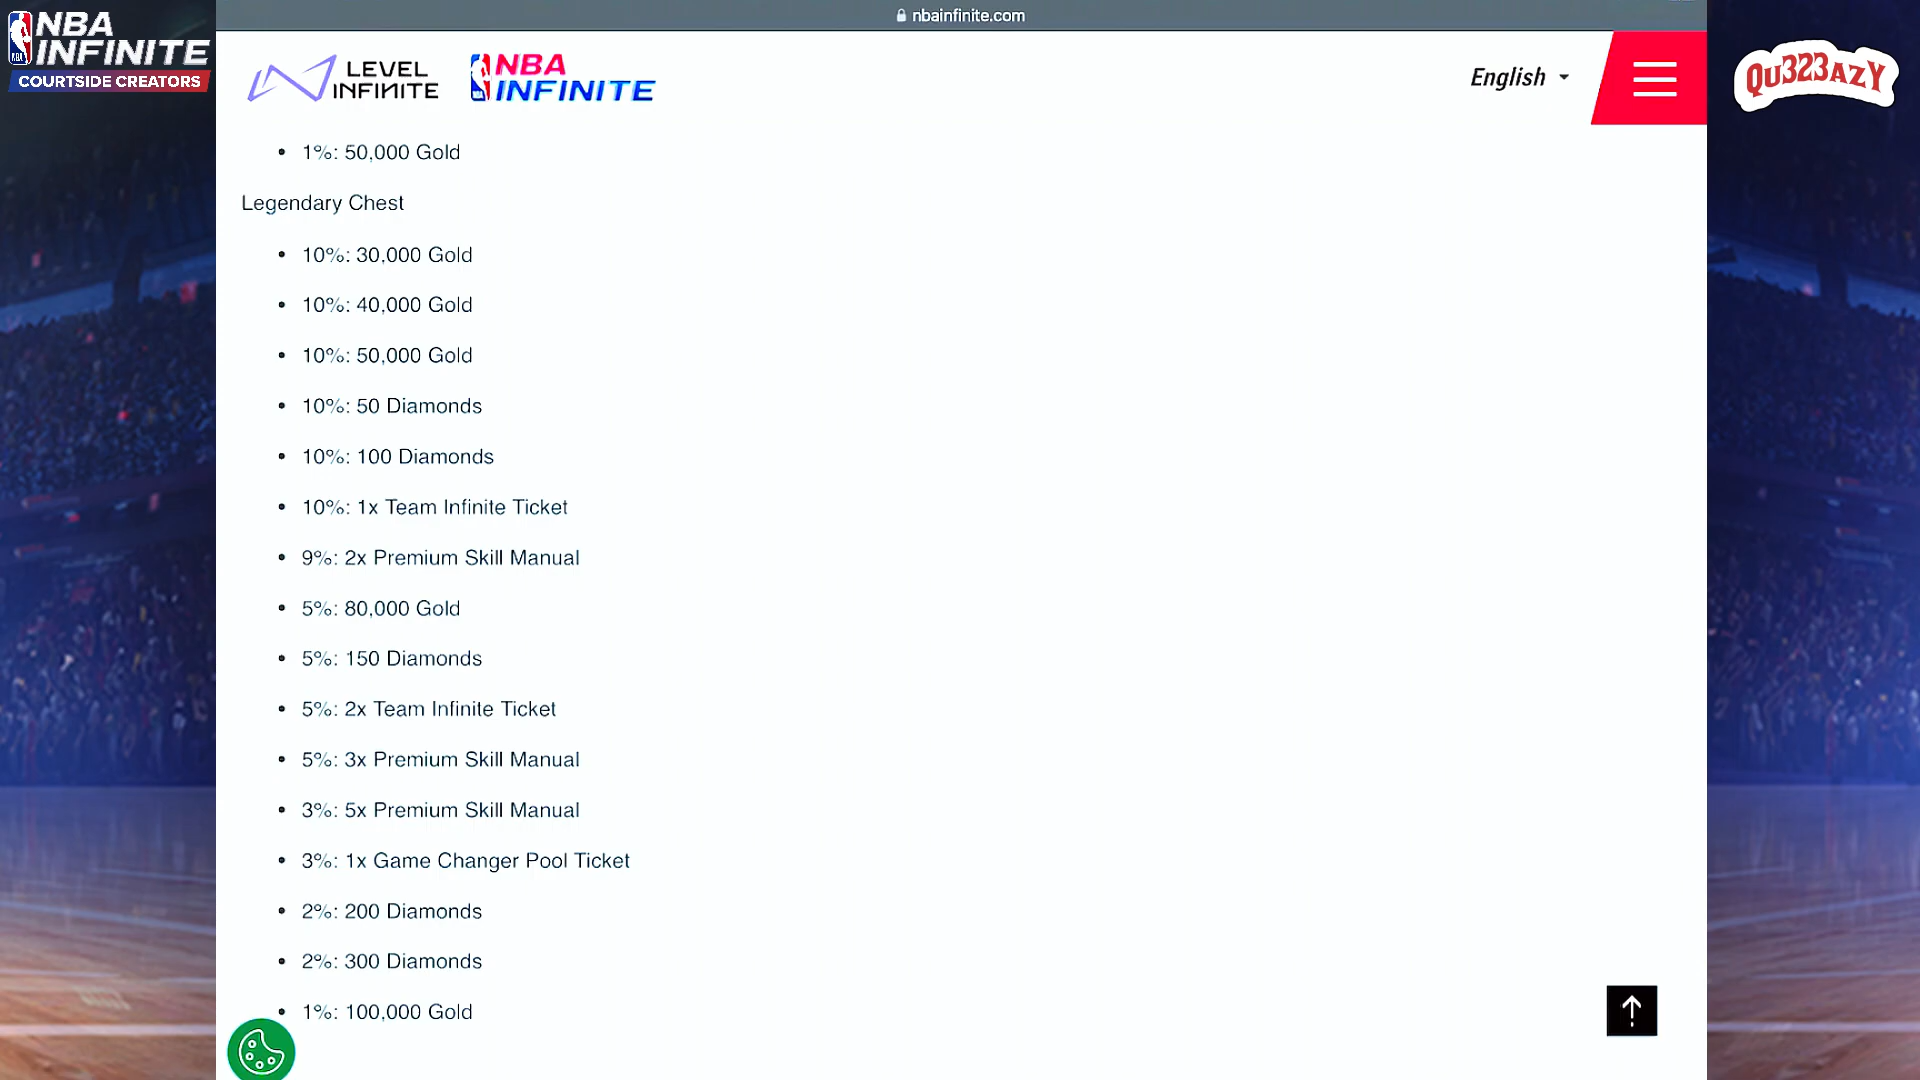 NBA
INFINITE
COURTSIDE CREATORS
nbainfinite.com
LEVEL
INFINITE
NBA
INFINITE
English
QU323AZY
• 1%: 50,000 Gold
Legendary Chest
• 10%: 30,000 Gold
• 10%: 40,000 Gold
• 10%: 50,000 Gold
• 10%: 50 Diamonds
• 10%: 100 Diamonds
• 10%: 1x Team Infinite Ticket
• 9%: 2x Premium Skill Manual
• 5%: 80,000 Gold
• 5%: 150 Diamonds
• 5%: 2x Team Infinite Ticket
• 5%: 3x Premium Skill Manual
• 3%: 5x Premium Skill Manual
• 3%: 1x Game Changer Pool Ticket
• 2%: 200 Diamonds
• 2%: 300 Diamonds
• 1%: 100,000 Gold